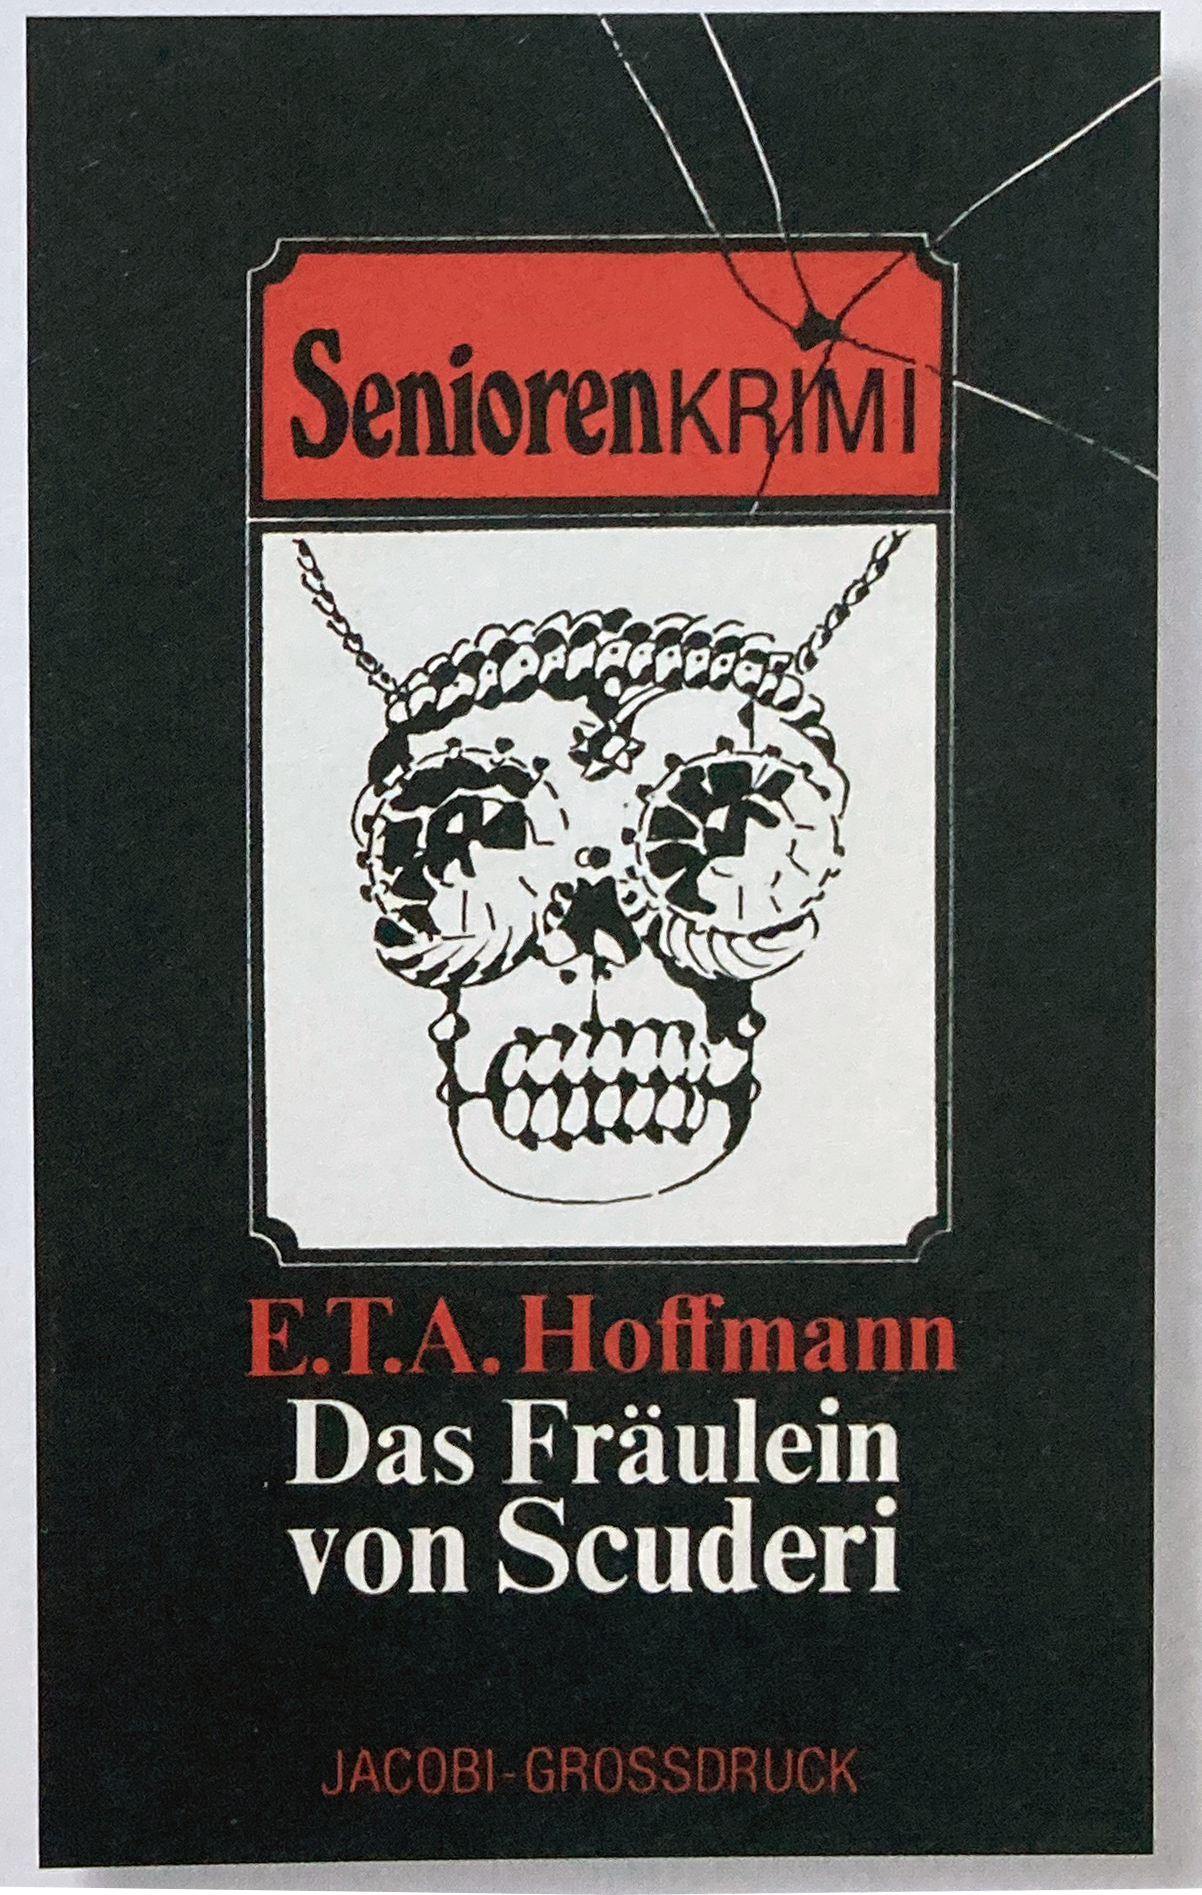 SeniorenKRIMI
E.T.A. Hoffmann
Das Fräulein
von Scuderi
JACOBI-GROSSDRUCK